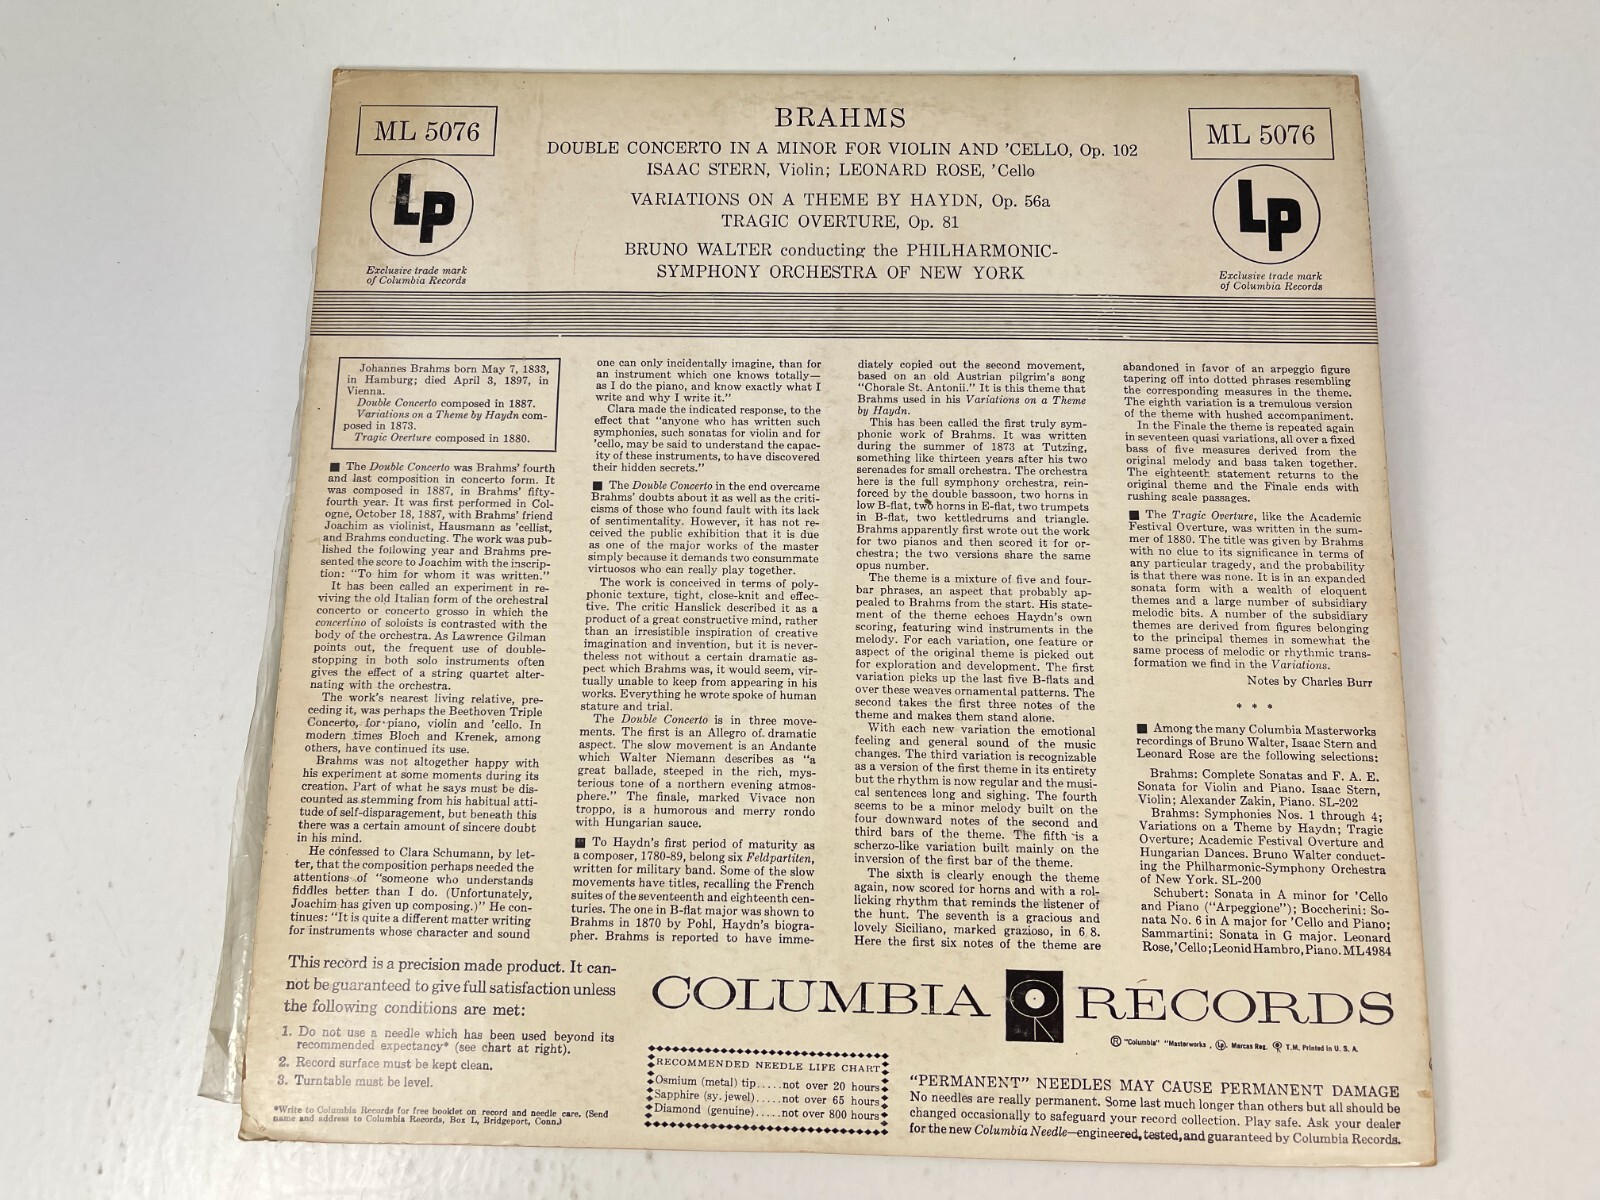 ML 5076
LP
Exclusive trade mark
of Columbia Records
BRAHMS
DOUBLE CONCERTO IN A MINOR FOR VIOLIN AND 'CELLO, Op. 102
ISAAC STERN, Violin; LEONARD ROSE, 'Cello
VARIATIONS ON A THEME BY HAYDN, Op. 56a
TRAGIC OVERTURE, Op. 81
BRUNO WALTER conducting the PHILHARMONIC-
SYMPHONY ORCHESTRA OF NEW YORK
ML 5076
LP
Exclusive trade mark
of Columbia Records
Johannes Brahms born May 7, 1833,
in Hamburg; died April 3, 1897, in
Vienna.
Double Concerto composed in 1887.
Variations on a Theme by Haydn com-
posed in 1873.
Tragic Overture composed in 1880.
■ The Double Concerto was Brahms' fourth
and last composition in concerto form. It
was composed in 1887, in Brahms' fifty-
fourth year. It was first performed in Col-
ogne, October 18, 1887, with Brahms' friend
Joachim as violinist, Hausmann as 'cellist,
and Brahms conducting. The work was pub-
lished the following year and Brahms pre-
sented the score to Joachim with the inscrip-
tion: "To him for whom it was written."
It has been called an experiment in re-
viving the old Italian form of the orchestral
concerto or concerto grosso in which the
concertino of soloists is contrasted with the
body of the orchestra. As Lawrence Gilman
points out, the frequent use of double-
stopping in both solo instruments often
gives the effect of a string quartet alter-
nating with the orchestra.
The work's nearest living relative, pre-
ceding it, was perhaps the Beethoven Triple
Concerto, for piano, violin and 'cello. In
modern times Bloch and Krenek, among
others, have continued its use.
Brahms was not altogether happy with
his experiment at some moments during its
creation. Part of what he says must be dis-
counted as stemming from his habitual atti-
tude of self-disparagement, but beneath this
there was a certain amount of sincere doubt
in his mind.
He confessed to Clara Schumann, by let-
ter, that the composition perhaps needed the
attentions of "someone who understands
fiddles better than I do. (Unfortunately,
Joachim has given up composing.)" He con-
tinues: "It is quite a different matter writing
for instruments whose character and sound
one can only incidentally imagine, than for
an instrument which one knows totally—
as I do the piano, and know exactly what I
write and why I write it."
Clara made the indicated response, to the
effect that "anyone who has written such
symphonies, such sonatas for violin and for
'cello, may be said to understand the capac-
ity of these instruments, to have discovered
their hidden secrets."
■ The Double Concerto in the end overcame
Brahms' doubts about it as well as the criti-
cisms of those who found fault with its lack
of sentimentality. However, it has not re-
ceived the public exhibition that it is due
as one of the major works of the master
simply because it demands two consummate
virtuosos who can really play together.
The work is conceived in terms of poly-
phonic texture, tight, close-knit and effec-
tive. The critic Hanslick described it as a
product of a great constructive mind, rather
than an irresistible inspiration of creative
imagination and invention, but it is never-
theless not without a certain dramatic as-
pect which Brahms was, it would seem, vir-
tually unable to keep from appearing in his
works. Everything he wrote spoke of human
stature and trial.
The Double Concerto is in three move-
ments. The first is an Allegro of dramatic
aspect. The slow movement is an Andante
which Walter Niemann describes as "a
great ballade, steeped in the rich, mys-
terious tone of a northern evening atmos-
phere." The finale, marked Vivace non
troppo, is a humorous and merry rondo
with Hungarian sauce.
■ To Haydn's first period of maturity as
a composer, 1780-89, belong six Feldpartiten,
written for military band. Some of the slow
movements have titles, recalling the French
suites of the seventeenth and eighteenth cen-
turies. The one in B-flat major was shown to
Brahms in 1870 by Pohl, Haydn's biogra-
pher. Brahms is reported to have imme-
diately copied out the second movement,
based on an old Austrian pilgrim's song
"Chorale St. Antonii." It is this theme that
Brahms used in his Variations on a Theme
by Haydn.
This has been called the first truly sym-
phonic work of Brahms. It was written
during the summer of 1873 at Tutzing,
something like thirteen years after his two
serenades for small orchestra. The orchestra
here is the full symphony orchestra, rein-
forced by the double bassoon, two horns in
low B-flat, two horns in E-flat, two trumpets
in B-flat, two kettledrums and triangle.
Brahms apparently first wrote out the work
for two pianos and then scored it for or-
chestra; the two versions share the same
opus number.
The theme is a mixture of five and four-
bar phrases, an aspect that probably ap-
pealed to Brahms from the start. His state-
ment of the theme echoes Haydn's own
scoring, featuring wind instruments in the
melody. For each variation, one feature or
aspect of the original theme is picked out
for exploration and development. The first
variation picks up the last five B-flats and
over these weaves ornamental patterns. The
second takes the first three notes of the
theme and makes them stand alone.
With each new variation the emotional
feeling and general sound of the music
changes. The third variation is recognizable
as a version of the first theme in its entirety
but the rhythm is now regular and the musi-
cal sentences long and sighing. The fourth
seems to be a minor melody built on the
four downward notes of the second and
third bars of the theme. The fifth is a
scherzo-like variation built mainly on the
inversion of the first bar of the theme.
The sixth is clearly enough the theme
again, now scored for horns and with a rol-
licking rhythm that reminds the listener of
the hunt. The seventh is a gracious and
lovely Siciliano, marked grazioso, in 6 8.
Here the first six notes of the theme are
abandoned in favor of an arpeggio figure
tapering off into dotted phrases resembling
the corresponding measures in the theme.
The eighth variation is a tremulous version
of the theme with hushed accompaniment.
In the Finale the theme is repeated again
in seventeen quasi variations, all over a fixed
bass of five measures derived from the
original melody and bass taken together.
The eighteenth statement returns to the
original theme and the Finale ends with
rushing scale passages.
■ The Tragic Overture, like the Academic
Festival Overture, was written in the sum-
mer of 1880. The title was given by Brahms
with no clue to its significance in terms of
any particular tragedy, and the probability
is that there was none. It is in an expanded
sonata form with a wealth of eloquent
themes and a large number of subsidiary
melodic bits. A number of the subsidiary
themes are derived from figures belonging
to the principal themes in somewhat the
same process of melodic or rhythmic trans-
formation we find in the Variations.
Notes by Charles Burr
* * *
■ Among the many Columbia Masterworks
recordings of Bruno Walter, Isaac Stern and
Leonard Rose are the following selections:
Brahms: Complete Sonatas and F. A. E.
Sonata for Violin and Piano. Isaac Stern,
Violin; Alexander Zakin, Piano. SL-202
Brahms: Symphonies Nos. 1 through 4;
Variations on a Theme by Haydn; Tragic
Overture; Academic Festival Overture and
Hungarian Dances. Bruno Walter conduct-
ing the Philharmonic-Symphony Orchestra
of New York. SL-200
Schubert: Sonata in A minor for 'Cello
and Piano ("Arpeggione"); Boccherini: So-
nata No. 6 in A major for 'Cello and Piano;
Sammartini: Sonata in G major. Leonard
Rose, 'Cello; Leonid Hambro, Piano. ML 4984
This record is a precision made product. It can-
not be guaranteed to give full satisfaction unless
the following conditions are met:
1. Do not use a needle which has been used beyond its
recommended expectancy* (see chart at right).
2. Record surface must be kept clean.
3. Turntable must be level.
*Write to Columbia Records for free booklet on record and needle care. (Send
name and address to Columbia Records, Box L, Bridgeport, Conn.)
COLUMBIA RECORDS
® "Columbia" "Masterworks, LP. Marcas Reg. T.M. Printed in U. S. A.
RECOMMENDED NEEDLE LIFE CHART
Osmium (metal) tip.....not over 20 hours
Sapphire (sy. jewel).....not over 65 hours
Diamond (genuine).....not over 800 hours
"PERMANENT" NEEDLES MAY CAUSE PERMANENT DAMAGE
No needles are really permanent. Some last much longer than others but all should be
changed occasionally to safeguard your record collection. Play safe. Ask your dealer
for the new Columbia Needle—engineered, tested, and guaranteed by Columbia Records.